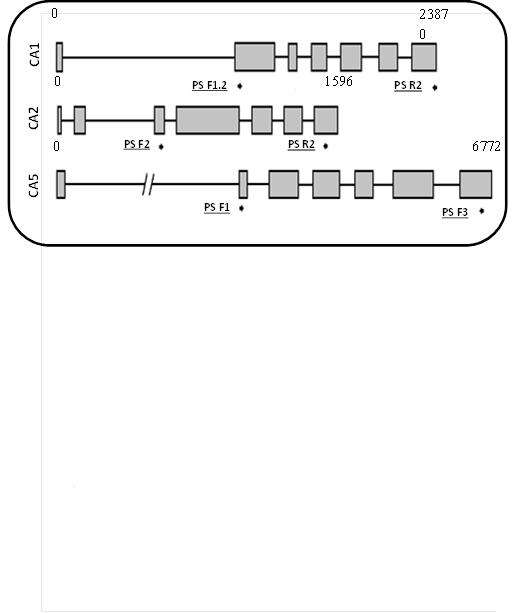 0 2387
0
CA1
PS F1.2 PS R2
0 1596
CA2
PS F2 PS R2
0 6772
CA5
PS F1 PS F3